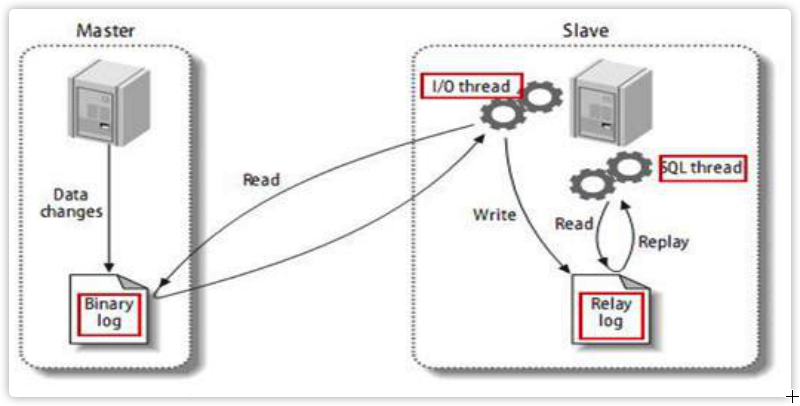 Master
Slave
I/O thread
SQL thread
Data
changes
Read
Write
Read
Replay
Binary
log
Relay
log